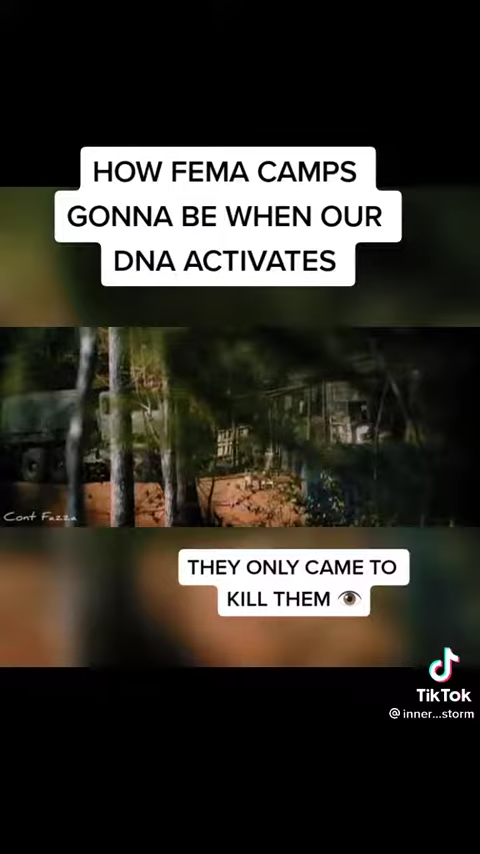 HOW FEMA CAMPS
GONNA BE WHEN OUR
DNA ACTIVATES
Cont Fazza
THEY ONLY CAME TO
KILL THEM 👁
TikTok
@inner...storm